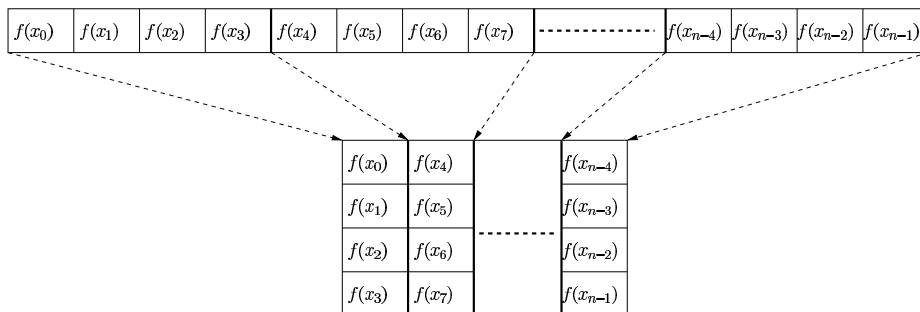 f(x₀) f(x₁) f(x₂) f(x₃) f(x₄) f(x₅) f(x₆) f(x₇) f(xₙ₋₄) f(xₙ₋₃) f(xₙ₋₂) f(xₙ₋₁)
f(x₀) f(x₄) f(xₙ₋₄)
f(x₁) f(x₅) f(xₙ₋₃)
f(x₂) f(x₆) f(xₙ₋₂)
f(x₃) f(x₇) f(xₙ₋₁)